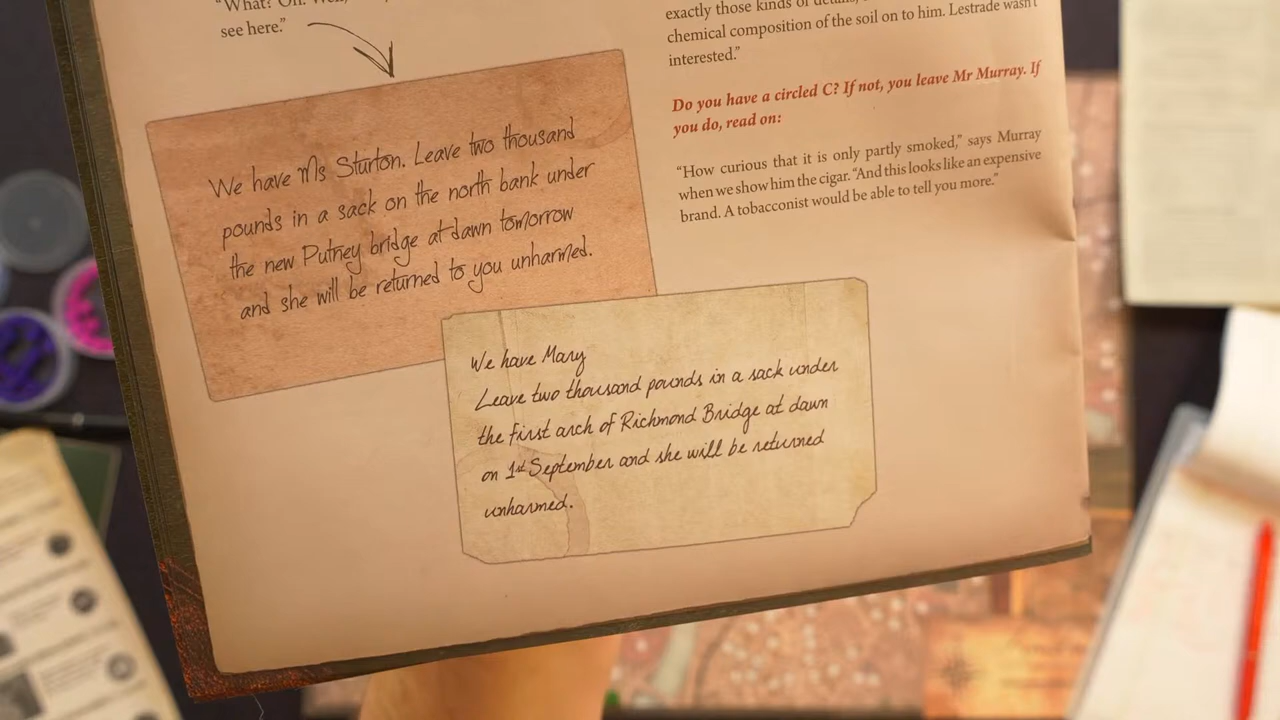 "What? Oh. Well,
see here."
We have Ms Sturton. Leave two thousand
pounds in a sack on the north bank under
the new Putney bridge at dawn tomorrow
and she will be returned to you unharmed.
We have Mary
Leave two thousand pounds in a sack under
the first arch of Richmond Bridge at dawn
on 1st September and she will be returned
unharmed.
exactly those kinds of details,
chemical composition of the soil on to him. Lestrade wasn't
interested."
Do you have a circled C? If not, you leave Mr Murray. If
you do, read on:
"How curious that it is only partly smoked," says Murray
when we show him the cigar. "And this looks like an expensive
brand. A tobacconist would be able to tell you more."